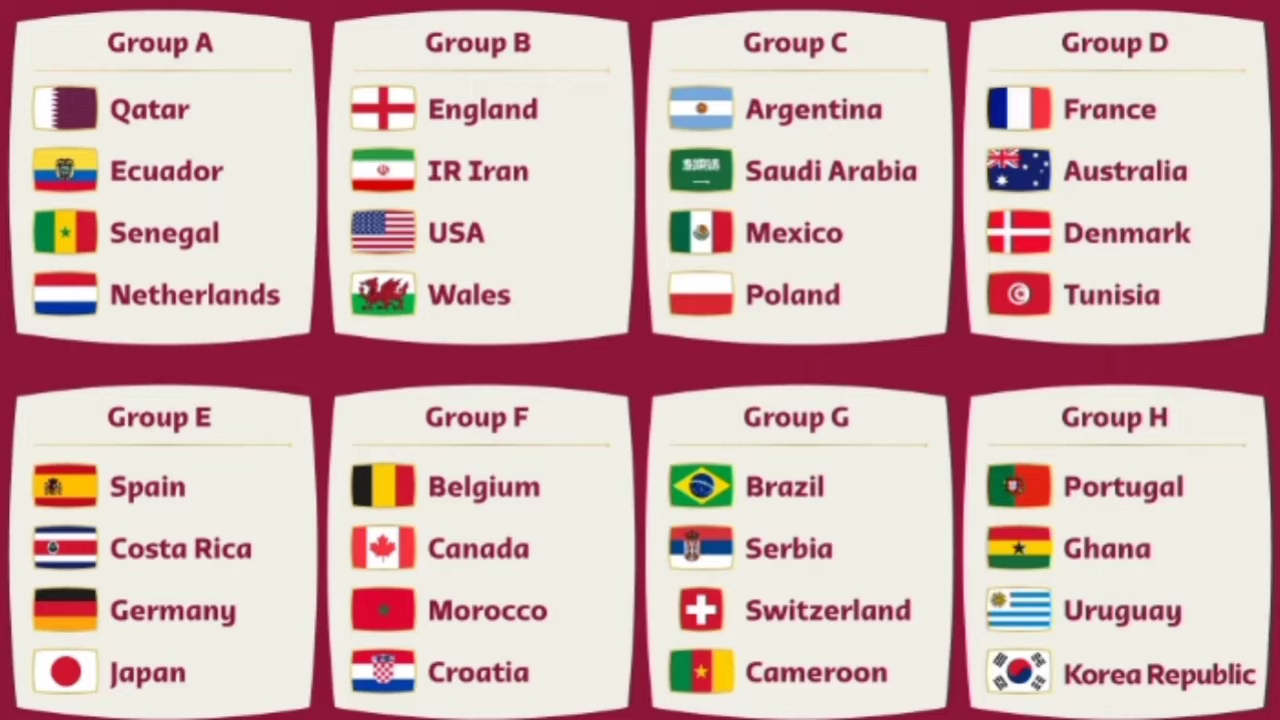 Group A
Qatar
Ecuador
Senegal
Netherlands
Group B
England
IR Iran
USA
Wales
Group C
Argentina
Saudi Arabia
Mexico
Poland
Group D
France
Australia
Denmark
Tunisia
Group E
Spain
Costa Rica
Germany
Japan
Group F
Belgium
Canada
Morocco
Croatia
Group G
Brazil
Serbia
Switzerland
Cameroon
Group H
Portugal
Ghana
Uruguay
Korea Republic